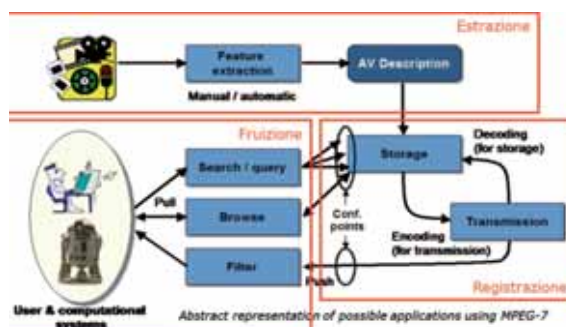 Estrazione
Feature
extraction
AV Description
Manual / automatic
Fruizione
Search / query
Pull
Browse
Filter
Push
User & computational
systems
Storage
Decoding
(for storage)
Conf.
points
Transmission
Encoding
(for transmission)
Registrazione
Abstract representation of possible applications using MPEG-7